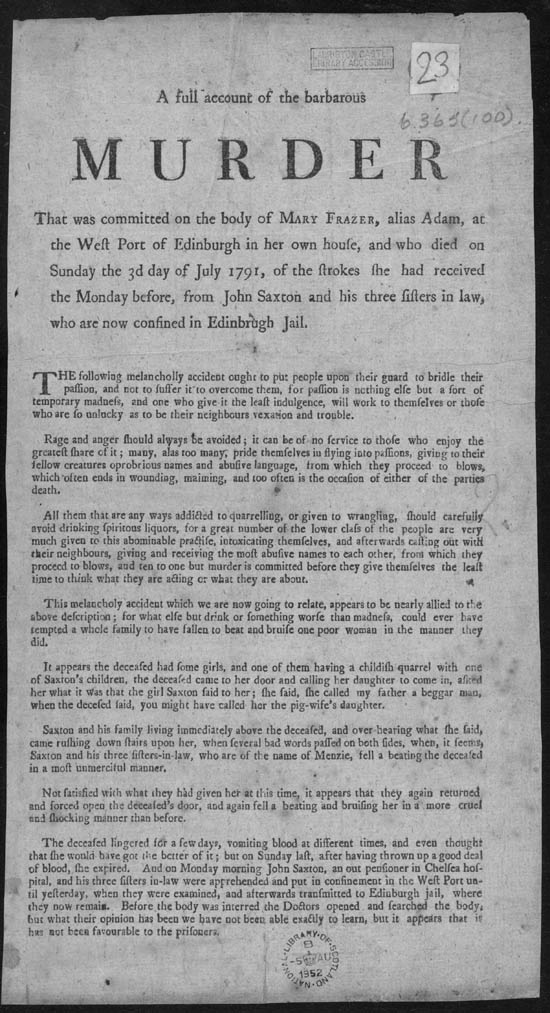 LAURISTON CASTLE
LIBRARY ACCESSION
23
6.365(100).
A full account of the barbarous
MURDER
That was committed on the body of MARY FRAZER, alias Adam, at
the Weſt Port of Edinburgh in her own houſe, and who died on
Sunday the 3d day of July 1791, of the ſtrokes ſhe had received
the Monday before, from John Saxton and his three ſiſters in law,
who are now confined in Edinbrugh Jail.
THE following melancholly accident ought to put people upon their guard to bridle their
paſſion, and not to ſuffer it to overcome them, for paſſion is nothing elſe but a ſort of
temporary madneſs, and one who give it the leaſt indulgence, will work to themſelves or thoſe
who are ſo unlucky as to be their neighbours vexation and trouble.
Rage and anger ſhould always be avoided; it can be of no ſervice to thoſe who enjoy the
greateſt ſhare of it; many, alas too many, pride themſelves in flying into paſſions, giving to their
fellow creatures oprobrious names and abuſive language, from which they proceed to blows,
which often ends in wounding, maiming, and too often is the occaſion of either of the parties
death.
All them that are any ways addicted to quarrelling, or given to wrangling, ſhould carefully
avoid drinking ſpiritous liquors, for a great number of the lower claſs of the people are very
much given to this abominable practiſe, intoxicating themſelves, and afterwards caſting out with
their neighbours, giving and receiving the moſt abuſive names to each other, from which they
proceed to blows, and ten to one but murder is committed before they give themſelves the leaſt
time to think what they are acting or what they are about.
This melancholy accident which we are now going to relate, appears to be nearly allied to the
above deſcription; for what elſe but drink or ſomething worſe than madneſs, could ever have
tempted a whole family to have fallen to beat and bruiſe one poor woman in the manner they
did.
It appears the deceaſed had ſome girls, and one of them having a childiſh quarrel with one
of Saxton's children, the deceaſed came to her door and calling her daughter to come in, aſked
her what it was that the girl Saxton ſaid to her; ſhe ſaid, ſhe called my father a beggar man,
when the deceſed ſaid, you might have called her the pig-wife's daughter.
Saxton and his family living immediately above the deceaſed, and over-hearing what ſhe ſaid,
came ruſhing down ſtairs upon her, when ſeveral bad words paſſed on both ſides, when, it ſeems,
Saxton and his three ſiſters-in-law, who are of the name of Menzie, fell a beating the deceaſed
in a moſt unmerciful manner.
Not ſatisfied with what they had given her at this time, it appears that they again returned
and forced open the deceaſed's door, and again fell a beating and bruiſing her in a more cruel
and ſhocking manner than before.
The deceaſed lingered for a few days, vomiting blood at different times, and even thought
that ſhe would have got the better of it; but on Sunday laſt, after having thrown up a good deal
of blood, ſhe expired. And on Monday morning John Saxton, an out penſioner in Chelſea hoſ-
pital, and his three ſiſters in-law were apprehended and put in confinement in the Weſt Port un-
til yeſterday, when they were examined, and afterwards tranſmitted to Edinburgh jail, where
they now remain. Before the body was interred the Doctors opened and ſearched the body,
but what their opinion has been we have not been able exactly to learn, but it appears that it
has not been favourable to the priſoners.
NATIONAL LIBRARY OF SCOTLAND
AUG
1952